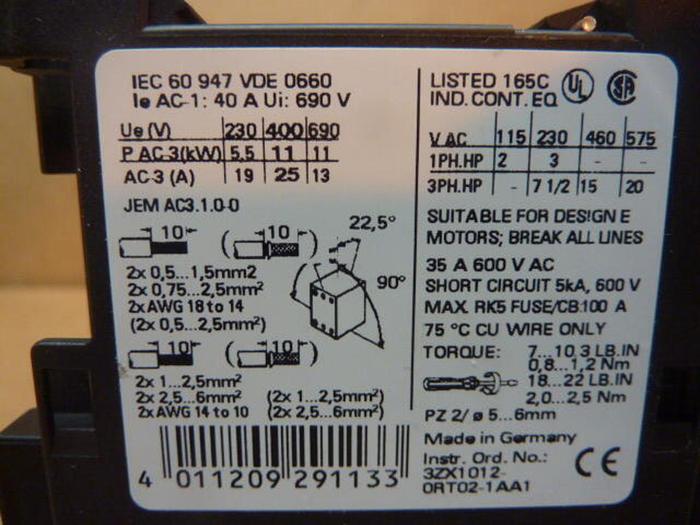 IEC 60 947 VDE 0660
Ie AC-1: 40 A Ui: 690 V
Ue (V) 230 400 690
P AC-3(kW) 5,5 11 11
AC-3 (A) 19 25 13
JEM AC3.1.0-0
10 ( 10 )
22,5°
90°
2x 0,5...1,5mm2
2x 0,75...2,5mm²
2x AWG 18 to 14
(2x 0,5...2,5mm²)
10 ( 10 )
2x 1...2,5mm²
2x 2,5...6mm² (2x 1...2,5mm²)
2x AWG 14 to 10 (2x 2,5...6mm²)
4 011209 291133
LISTED 165C UL SA
IND. CONT. EQ
V AC 115 230 460 575
1PH.HP 2 3 - -
3PH.HP - 7 1/2 15 20
SUITABLE FOR DESIGN E
MOTORS; BREAK ALL LINES
35 A 600 V AC
SHORT CIRCUIT 5kA, 600 V
MAX. RK5 FUSE/CB:100 A
75 °C CU WIRE ONLY
TORQUE: 7...10,3 LB.IN
0,8...1,2 Nm
18...22 LB.IN
2,0...2,5 Nm
PZ 2/ ø 5...6mm
Made in Germany
Instr. Ord. No.:
3ZX1012-
0RT02-1AA1
CE